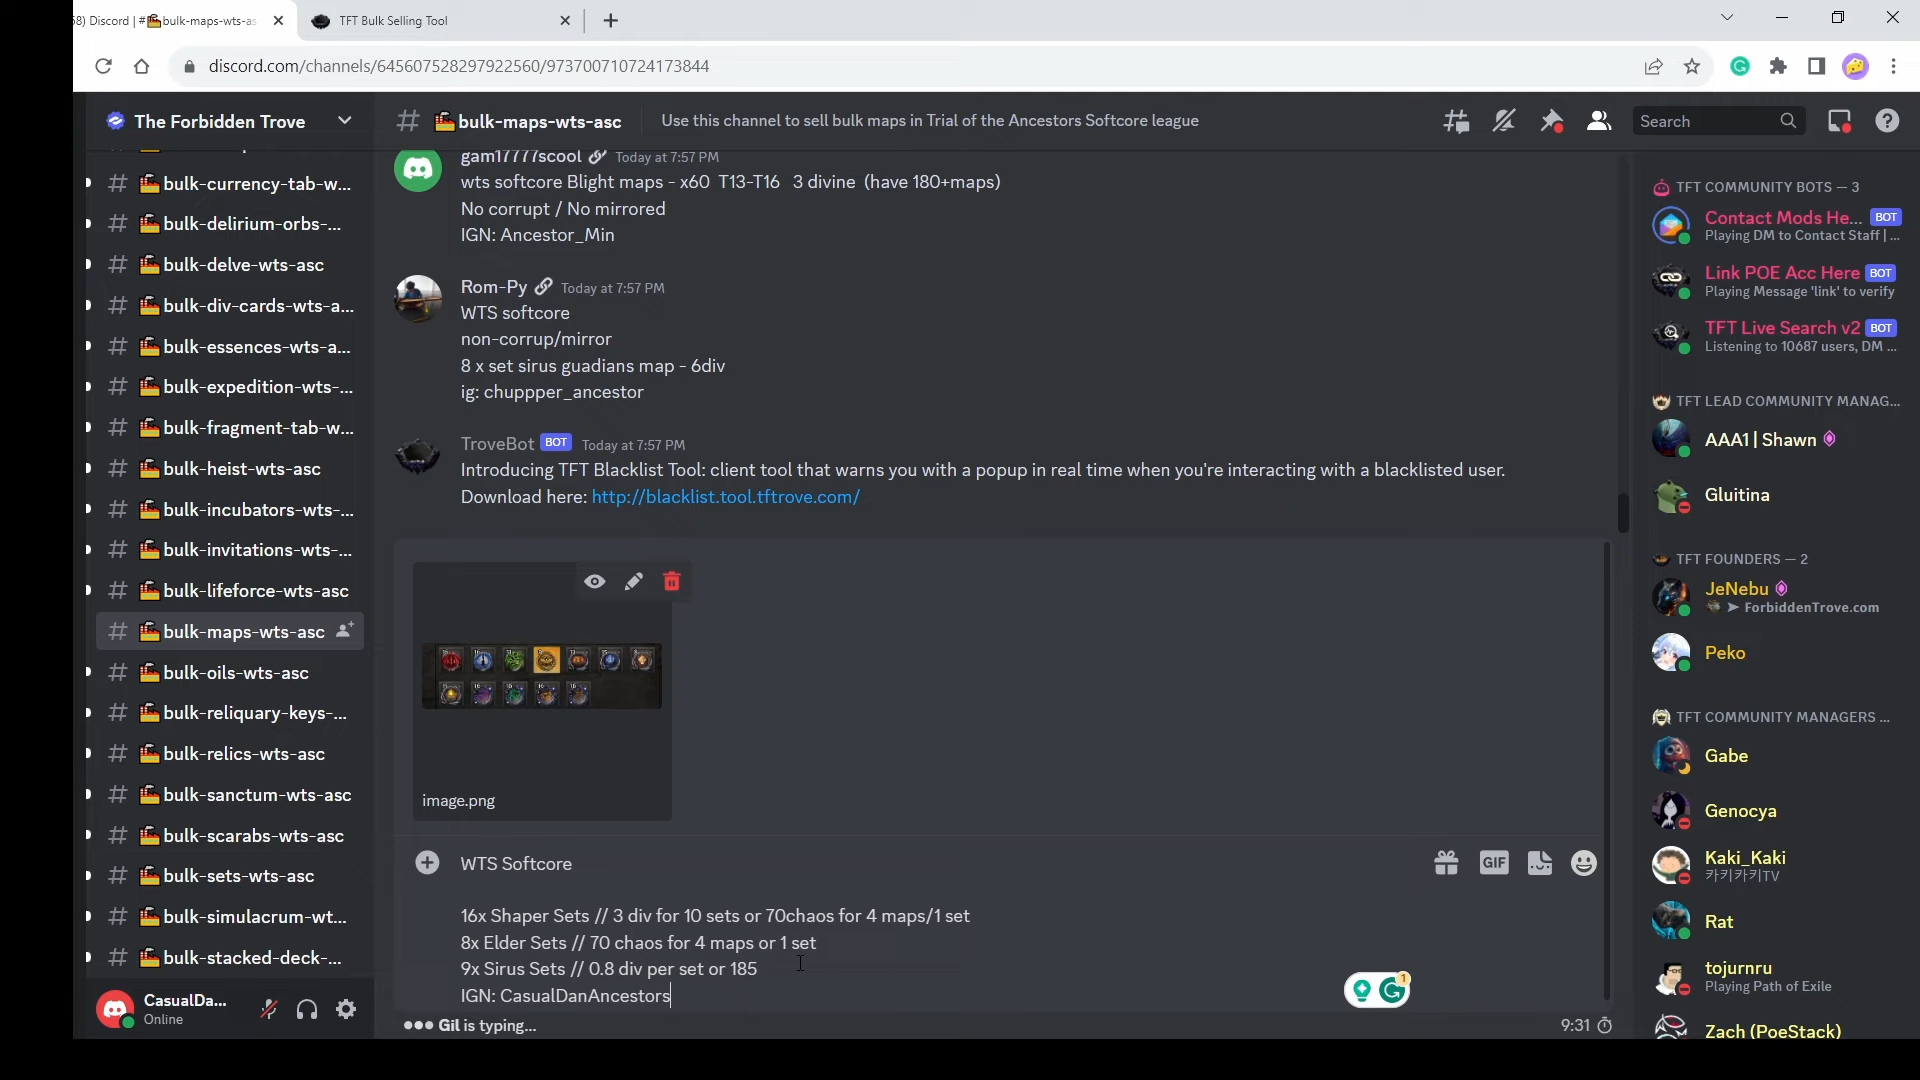 58) Discord | # bulk-maps-wts-as
TFT Bulk Selling Tool
discord.com/channels/645607528297922560/973700710724173844
The Forbidden Trove
# bulk-maps-wts-asc
Use this channel to sell bulk maps in Trial of the Ancestors Softcore league
Search
# bulk-currency-tab-w...
# bulk-delirium-orbs-...
# bulk-delve-wts-asc
# bulk-div-cards-wts-a...
# bulk-essences-wts-a...
# bulk-expedition-wts-...
# bulk-fragment-tab-w...
# bulk-heist-wts-asc
# bulk-incubators-wts-...
# bulk-invitations-wts-...
# bulk-lifeforce-wts-asc
# bulk-maps-wts-asc
# bulk-oils-wts-asc
# bulk-reliquary-keys-...
# bulk-relics-wts-asc
# bulk-sanctum-wts-asc
# bulk-scarabs-wts-asc
# bulk-sets-wts-asc
# bulk-simulacrum-wt...
# bulk-stacked-deck-...
CasualDa...
Online
gam17777scool Today at 7:57 PM
wts softcore Blight maps - x60 T13-T16 3 divine (have 180+maps)
No corrupt / No mirrored
IGN: Ancestor_Min
Rom-Py Today at 7:57 PM
WTS softcore
non-corrup/mirror
8 x set sirus guadians map - 6div
ig: chuppper_ancestor
TroveBot BOT Today at 7:57 PM
Introducing TFT Blacklist Tool: client tool that warns you with a popup in real time when you're interacting with a blacklisted user.
Download here: http://blacklist.tool.tftrove.com/
image.png
WTS Softcore
GIF
16x Shaper Sets // 3 div for 10 sets or 70chaos for 4 maps/1 set
8x Elder Sets // 70 chaos for 4 maps or 1 set
9x Sirus Sets // 0.8 div per set or 185
IGN: CasualDanAncestors
1
Gil is typing...
9:31
TFT COMMUNITY BOTS — 3
Contact Mods He... BOT
Playing DM to Contact Staff | ...
Link POE Acc Here BOT
Playing Message 'link' to verify
TFT Live Search v2 BOT
Listening to 10687 users, DM ...
TFT LEAD COMMUNITY MANAG...
AAA1 | Shawn
Gluitina
TFT FOUNDERS — 2
JeNebu
➤ ForbiddenTrove.com
Peko
TFT COMMUNITY MANAGERS ...
Gabe
Genocya
Kaki_Kaki
카키카키TV
Rat
tojurnru
Playing Path of Exile
Zach (PoeStack)